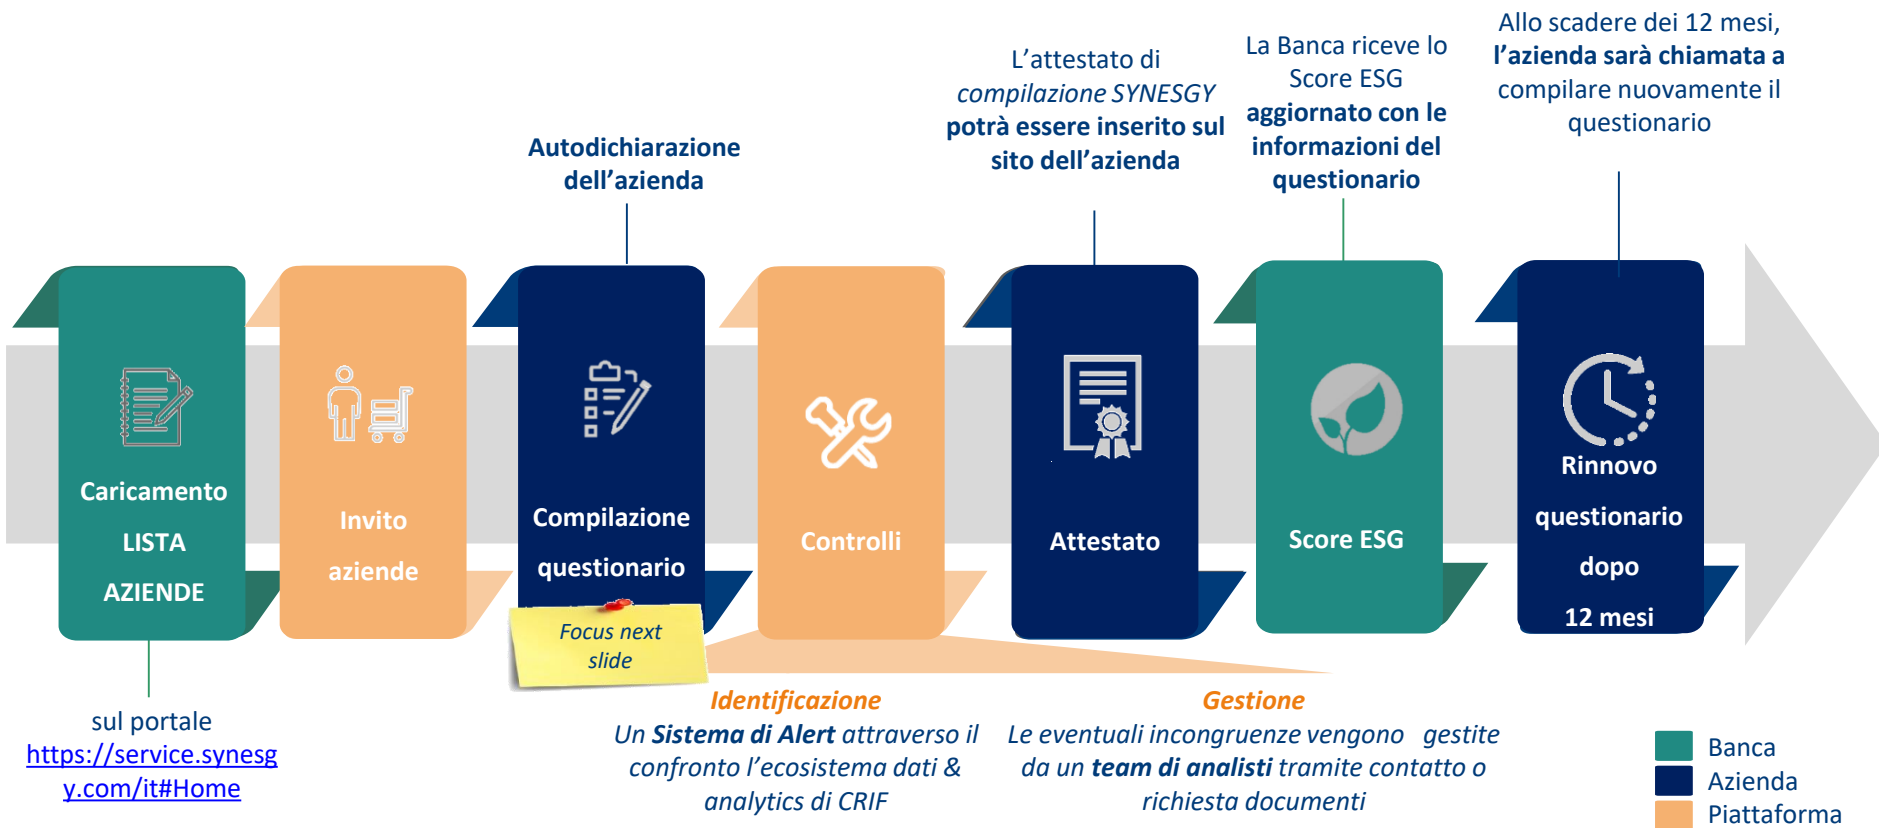 Allo scadere dei 12 mesi,
l’azienda sarà chiamata a
compilare nuovamente il
questionario
La Banca riceve lo
Score ESG
aggiornato con le
informazioni del
questionario
L’attestato di
compilazione SYNESGY
potrà essere inserito sul
sito dell’azienda
Autodichiarazione
dell’azienda
Caricamento
LISTA
AZIENDE
Invito
aziende
Compilazione
questionario
Controlli
Attestato
Score ESG
Rinnovo
questionario
dopo
12 mesi
Focus next
slide
sul portale
https://service.synesg
y.com/it#Home
Identificazione
Un Sistema di Alert attraverso il
confronto l’ecosistema dati &
analytics di CRIF
Gestione
Le eventuali incongruenze vengono gestite
da un team di analisti tramite contatto o
richiesta documenti
Banca
Azienda
Piattaforma